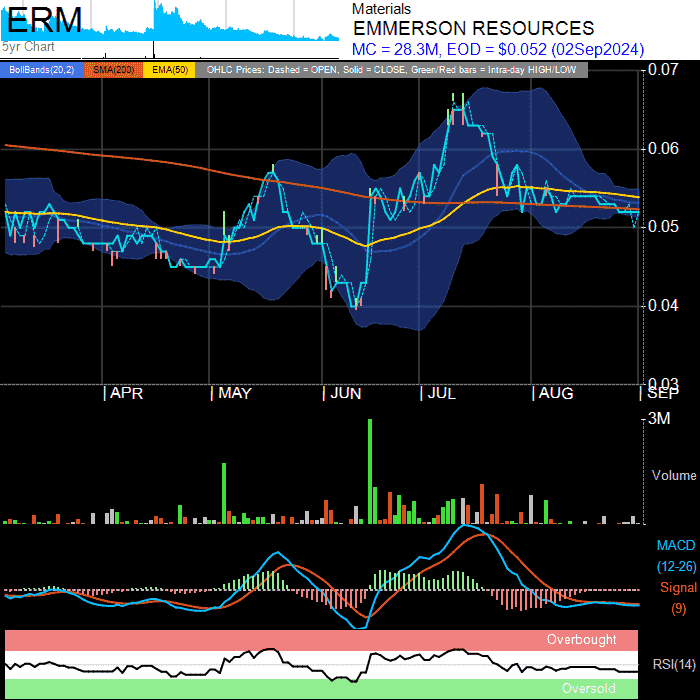 ERM
5yr Chart
Materials
EMMERSON RESOURCES
MC = 28.3M, EOD = $0.052 (02Sep2024)
BollBands(20,2) SMA(200) EMA(50) OHLC Prices: Dashed = OPEN, Solid = CLOSE, Green/Red bars = Intra-day HIGH/LOW
0.07
0.06
0.05
0.04
0.03
APR MAY JUN JUL AUG SEP
3M
Volume
MACD
(12-26)
Signal
(9)
Overbought
RSI(14)
Oversold